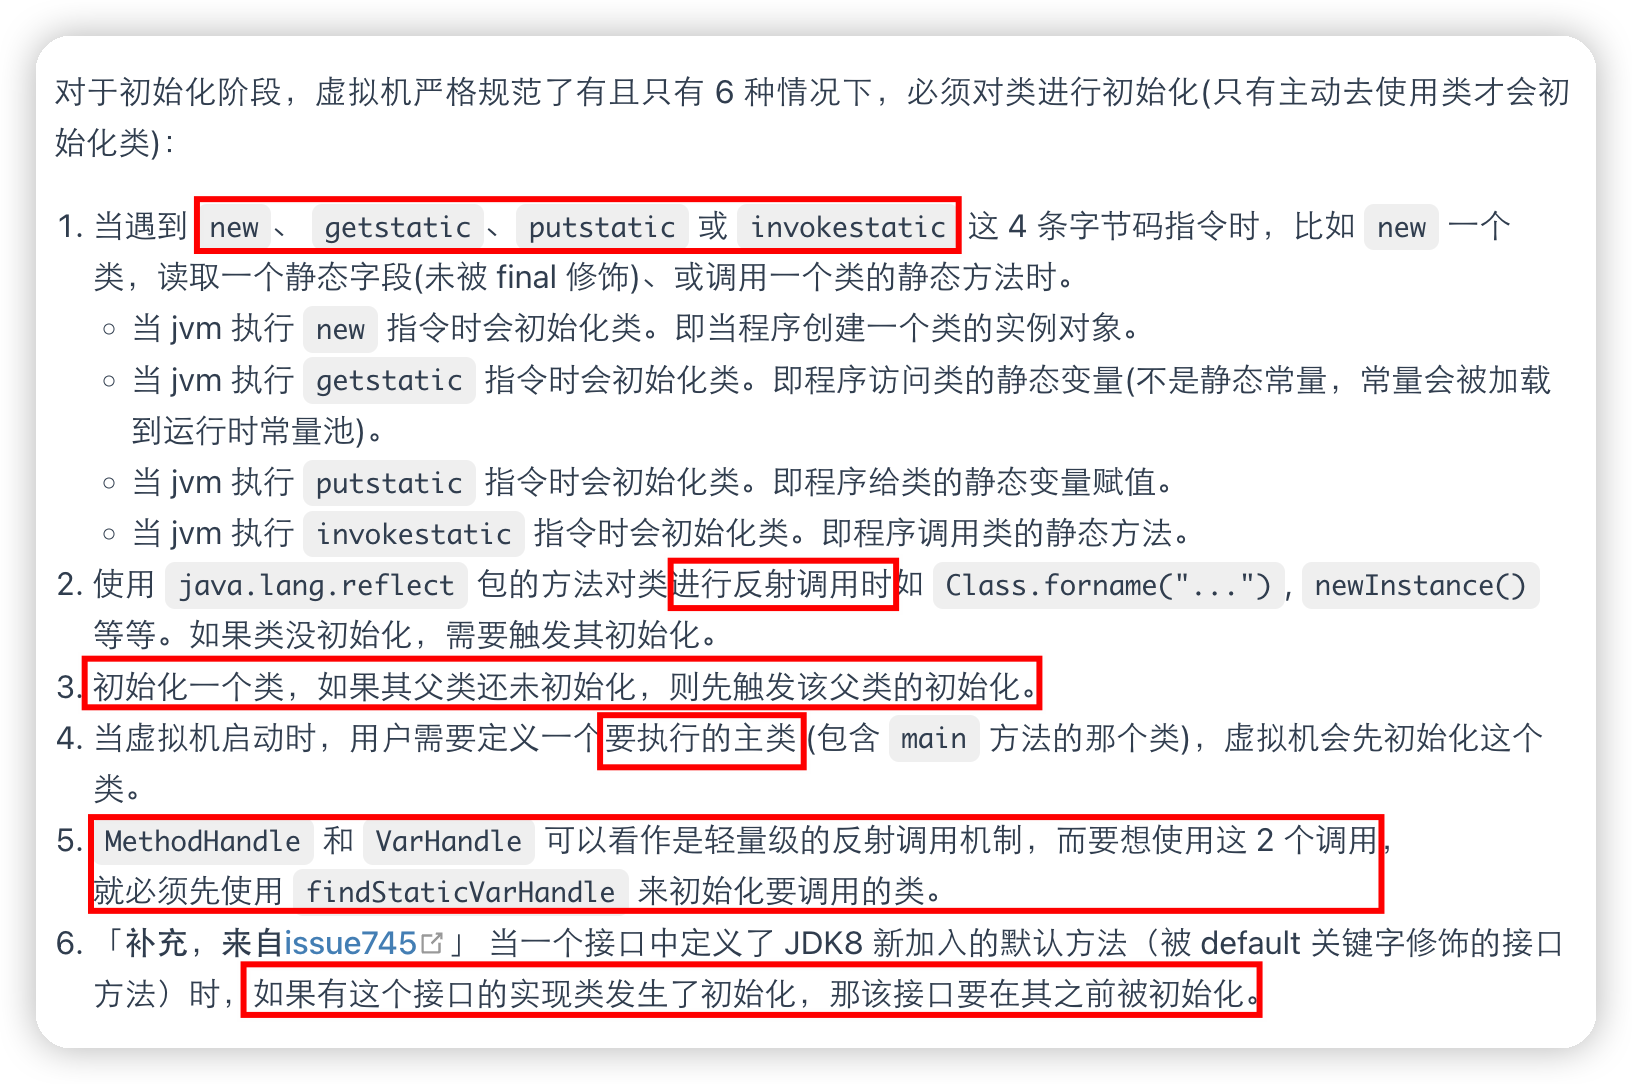 对于初始化阶段，虚拟机严格规范了有且只有 6 种情况下，必须对类进行初始化(只有主动去使用类才会初
始化类)：
1. 当遇到 new 、 getstatic 、 putstatic 或 invokestatic 这 4 条字节码指令时，比如 new 一个
类，读取一个静态字段(未被 final 修饰)、或调用一个类的静态方法时。
○ 当 jvm 执行 new 指令时会初始化类。即当程序创建一个类的实例对象。
○ 当 jvm 执行 getstatic 指令时会初始化类。即程序访问类的静态变量(不是静态常量，常量会被加载
到运行时常量池)。
○ 当 jvm 执行 putstatic 指令时会初始化类。即程序给类的静态变量赋值。
○ 当 jvm 执行 invokestatic 指令时会初始化类。即程序调用类的静态方法。
2. 使用 java.lang.reflect 包的方法对类进行反射调用时如 Class.forname("...") , newInstance()
等等。如果类没初始化，需要触发其初始化。
3. 初始化一个类，如果其父类还未初始化，则先触发该父类的初始化。
4. 当虚拟机启动时，用户需要定义一个要执行的主类 (包含 main 方法的那个类)，虚拟机会先初始化这个
类。
5. MethodHandle 和 VarHandle 可以看作是轻量级的反射调用机制，而要想使用这 2 个调用，
就必须先使用 findStaticVarHandle 来初始化要调用的类。
6. 「补充，来自issue745」 当一个接口中定义了 JDK8 新加入的默认方法（被 default 关键字修饰的接口
方法）时，如果有这个接口的实现类发生了初始化，那该接口要在其之前被初始化。